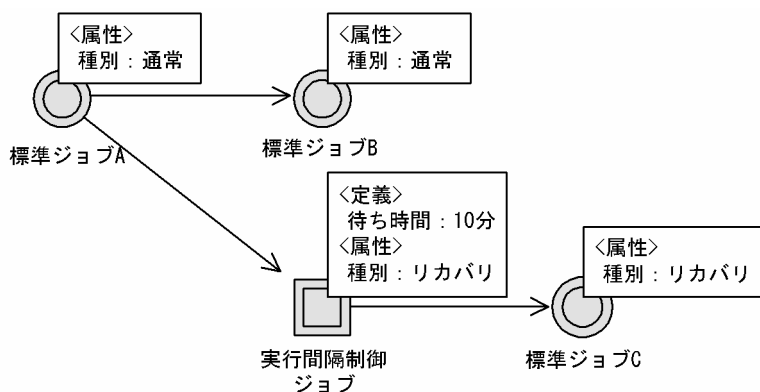 <属性>
種別：通常
<属性>
種別：通常
標準ジョブA
標準ジョブB
<定義>
待ち時間：10分
<属性>
種別：リカバリ
<属性>
種別：リカバリ
実行間隔制御
ジョブ
標準ジョブC